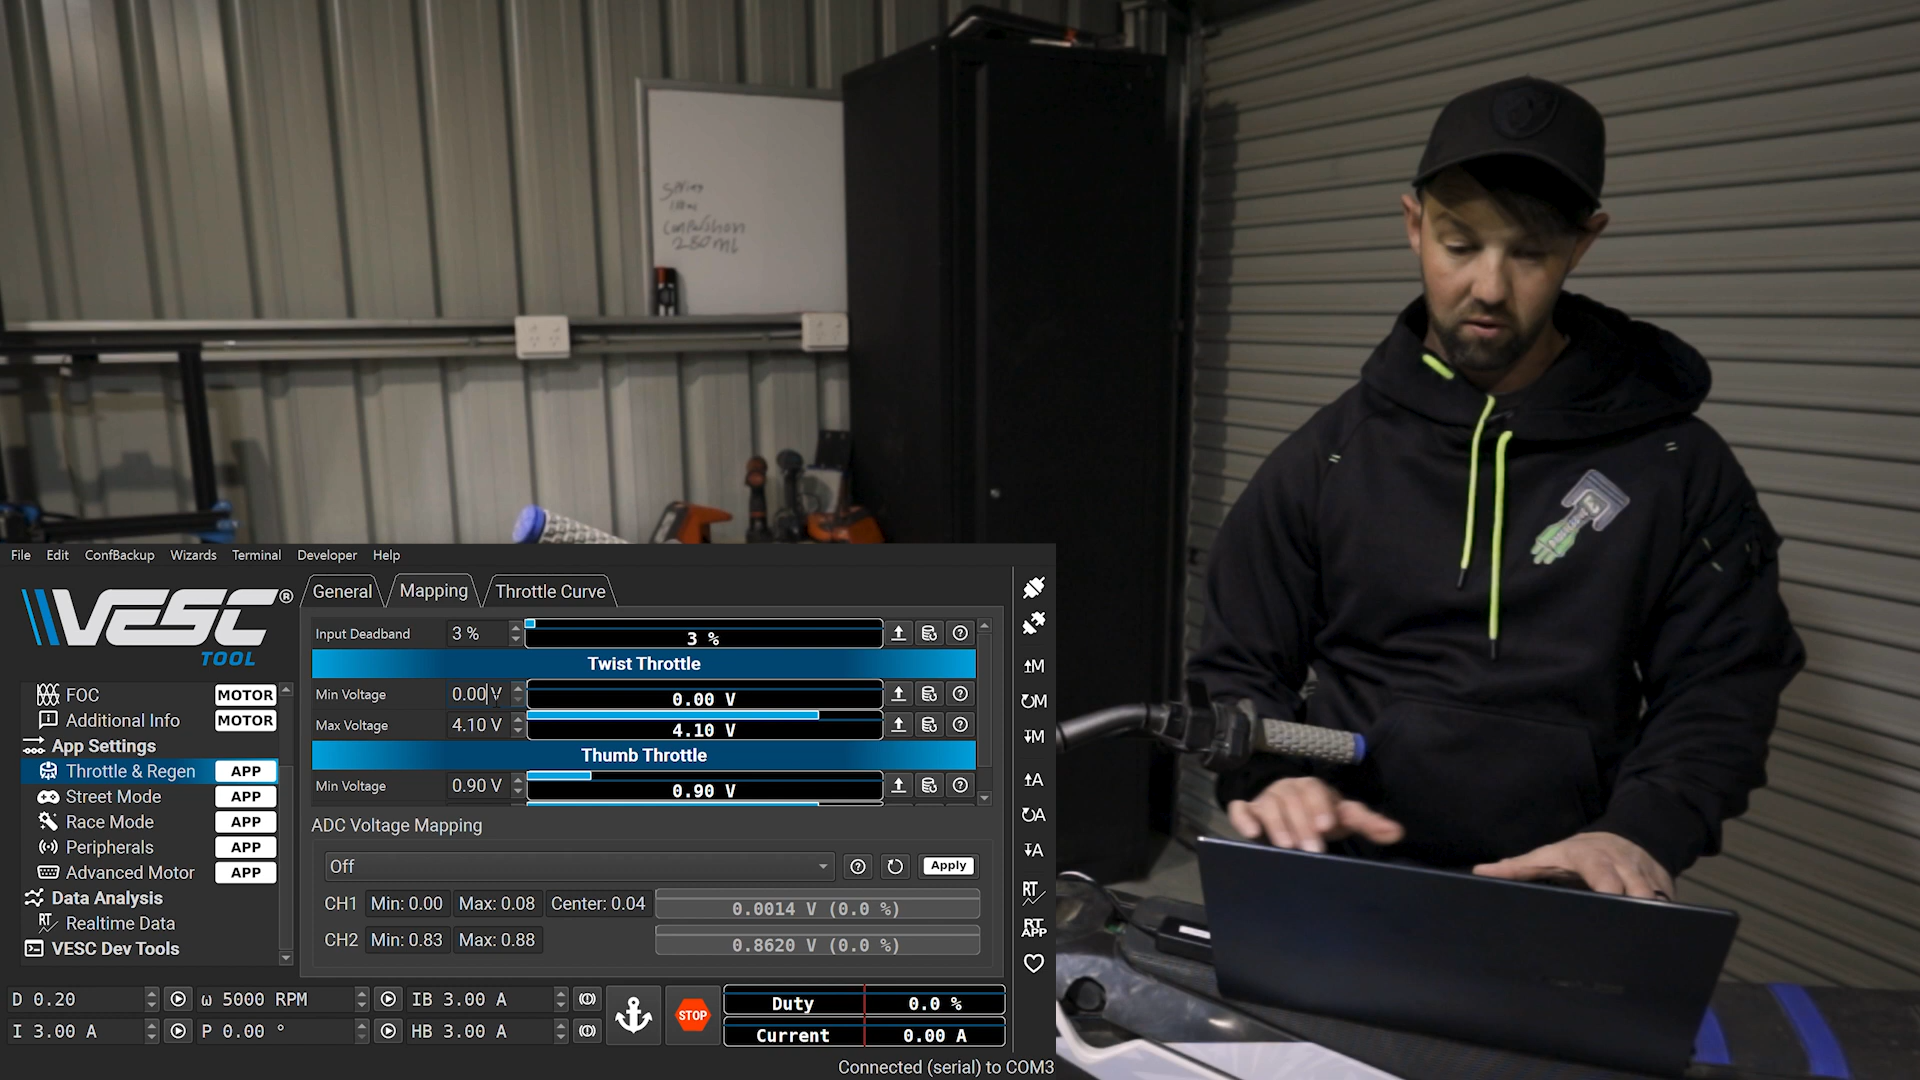 comparison
280ml
File Edit ConfBackup Wizards Terminal Developer Help
VESC®
TOOL
FOC MOTOR
Additional Info MOTOR
App Settings
Throttle & Regen APP
Street Mode APP
Race Mode APP
Peripherals APP
Advanced Motor APP
Data Analysis
RT Realtime Data
VESC Dev Tools
General Mapping Throttle Curve
Input Deadband 3 % 3 %
Twist Throttle
Min Voltage 0.00 V 0.00 V
Max Voltage 4.10 V 4.10 V
Thumb Throttle
Min Voltage 0.90 V 0.90 V
ADC Voltage Mapping
Off Apply
CH1 Min: 0.00 Max: 0.08 Center: 0.04 0.0014 V (0.0 %)
CH2 Min: 0.83 Max: 0.88 0.8620 V (0.0 %)
M
M
M
A
A
A
RT
RT
APP
D 0.20 ω 5000 RPM IB 3.00 A
I 3.00 A P 0.00 ° HB 3.00 A
STOP
Duty 0.0 %
Current 0.00 A
Connected (serial) to COM3